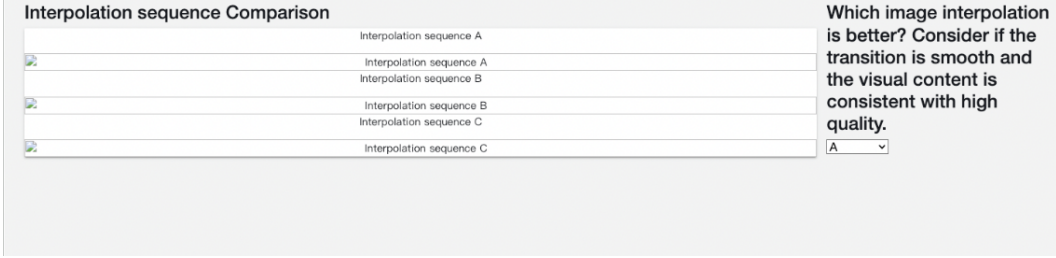 Interpolation sequence Comparison
Interpolation sequence A
Interpolation sequence A
Interpolation sequence B
Interpolation sequence B
Interpolation sequence C
Interpolation sequence C
Which image interpolation
is better? Consider if the
transition is smooth and
the visual content is
consistent with high
quality.
A